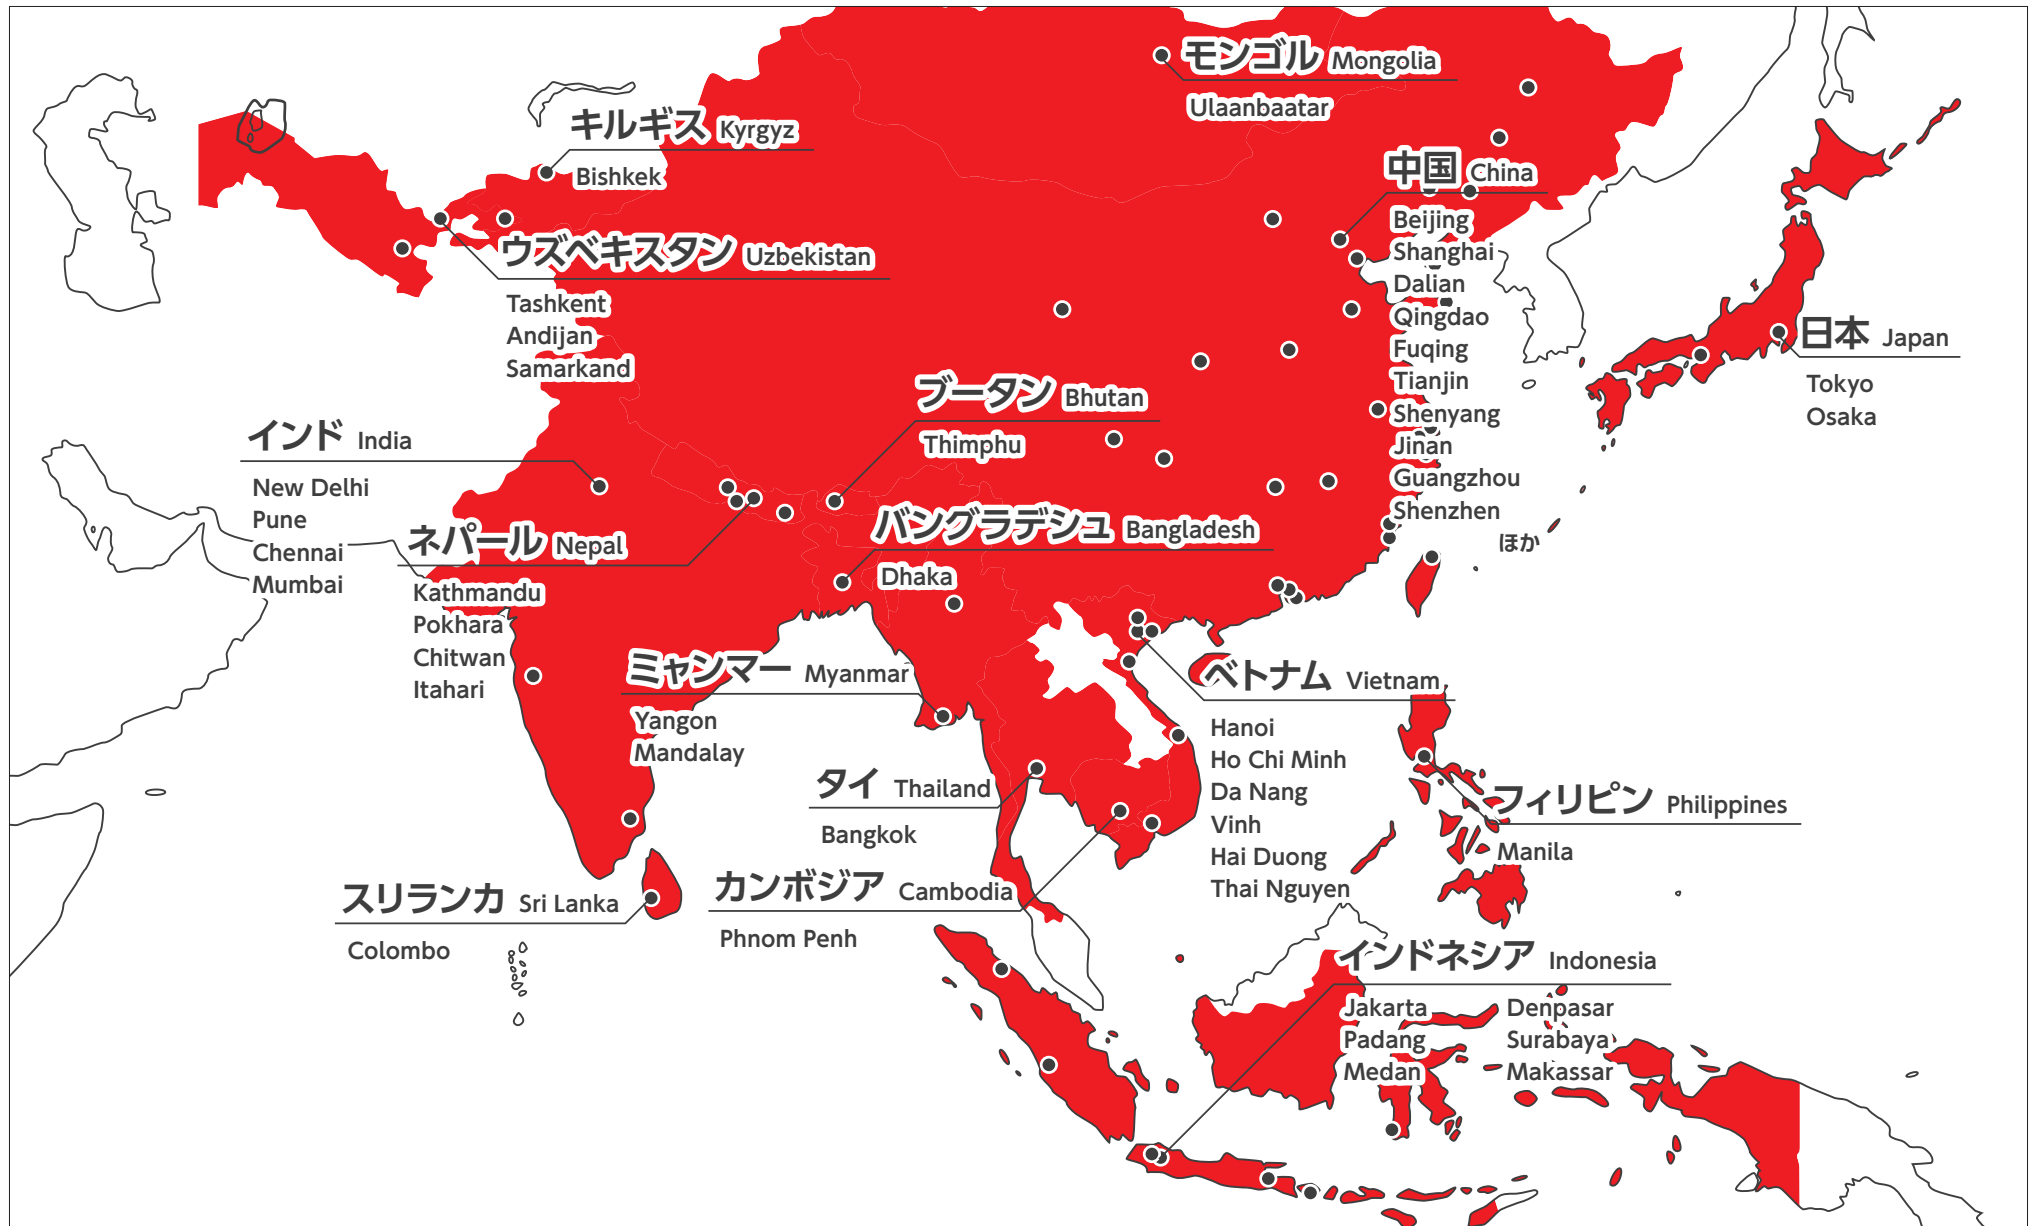 モンゴル Mongolia
Ulaanbaatar
キルギス Kyrgyz
Bishkek
中国 China
Beijing
Shanghai
Dalian
Qingdao
Fuqing
Tianjin
Shenyang
Jinan
Guangzhou
Shenzhen
ほか
ウズベキスタン Uzbekistan
Tashkent
Andijan
Samarkand
日本 Japan
Tokyo
Osaka
ブータン Bhutan
Thimphu
インド India
New Delhi
Pune
Chennai
Mumbai
ネパール Nepal
Kathmandu
Pokhara
Chitwan
Itahari
バングラデシュ Bangladesh
Dhaka
ミャンマー Myanmar
Yangon
Mandalay
ベトナム Vietnam
Hanoi
Ho Chi Minh
Da Nang
Vinh
Hai Duong
Thai Nguyen
タイ Thailand
Bangkok
フィリピン Philippines
Manila
スリランカ Sri Lanka
Colombo
カンボジア Cambodia
Phnom Penh
インドネシア Indonesia
Jakarta
Padang
Medan
Denpasar
Surabaya
Makassar